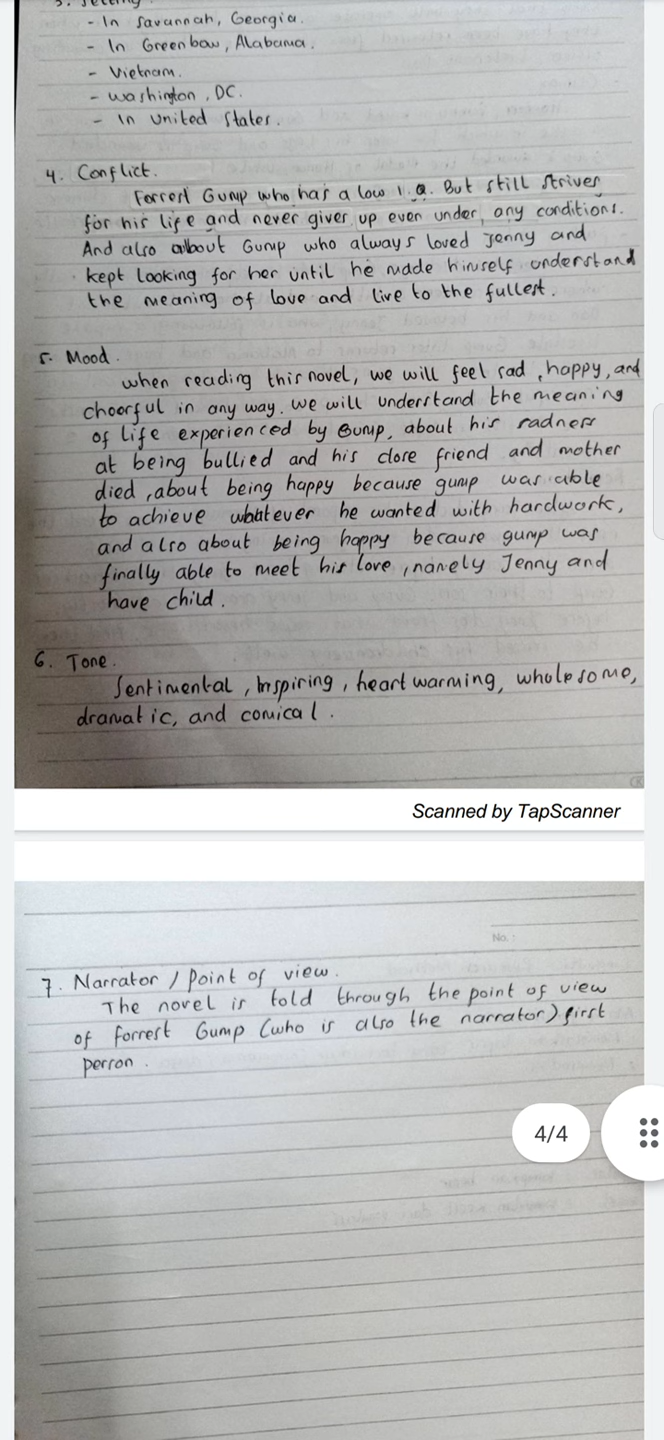 3. Setting
- In Savannah, Georgia.
- In Greenbow, Alabama.
- Vietnam.
- Washington, DC.
- In United States.
4. Conflict.
Forrest Gump who has a low I.Q. But still strives
for his life and never gives up even under any conditions.
And also about Gump who always loved Jenny and
kept looking for her until he made himself understand
the meaning of love and live to the fullest.
5. Mood.
When reading this novel, we will feel sad, happy, and
choorful in any way. We will understand the meaning
of life experienced by Gump, about his sadness
at being bullied and his close friend and mother
died, about being happy because gump was able
to achieve whatever he wanted with hardwork,
and also about being happy because gump was
finally able to meet his love, namely Jenny and
have child.
6. Tone.
Sentimental, Inspiring, heart warming, wholesome,
dramatic, and comical.
Scanned by TapScanner
No.:
7. Narrator / Point of view.
The novel is told through the point of view
of Forrest Gump (who is also the narrator) first
person.
4/4